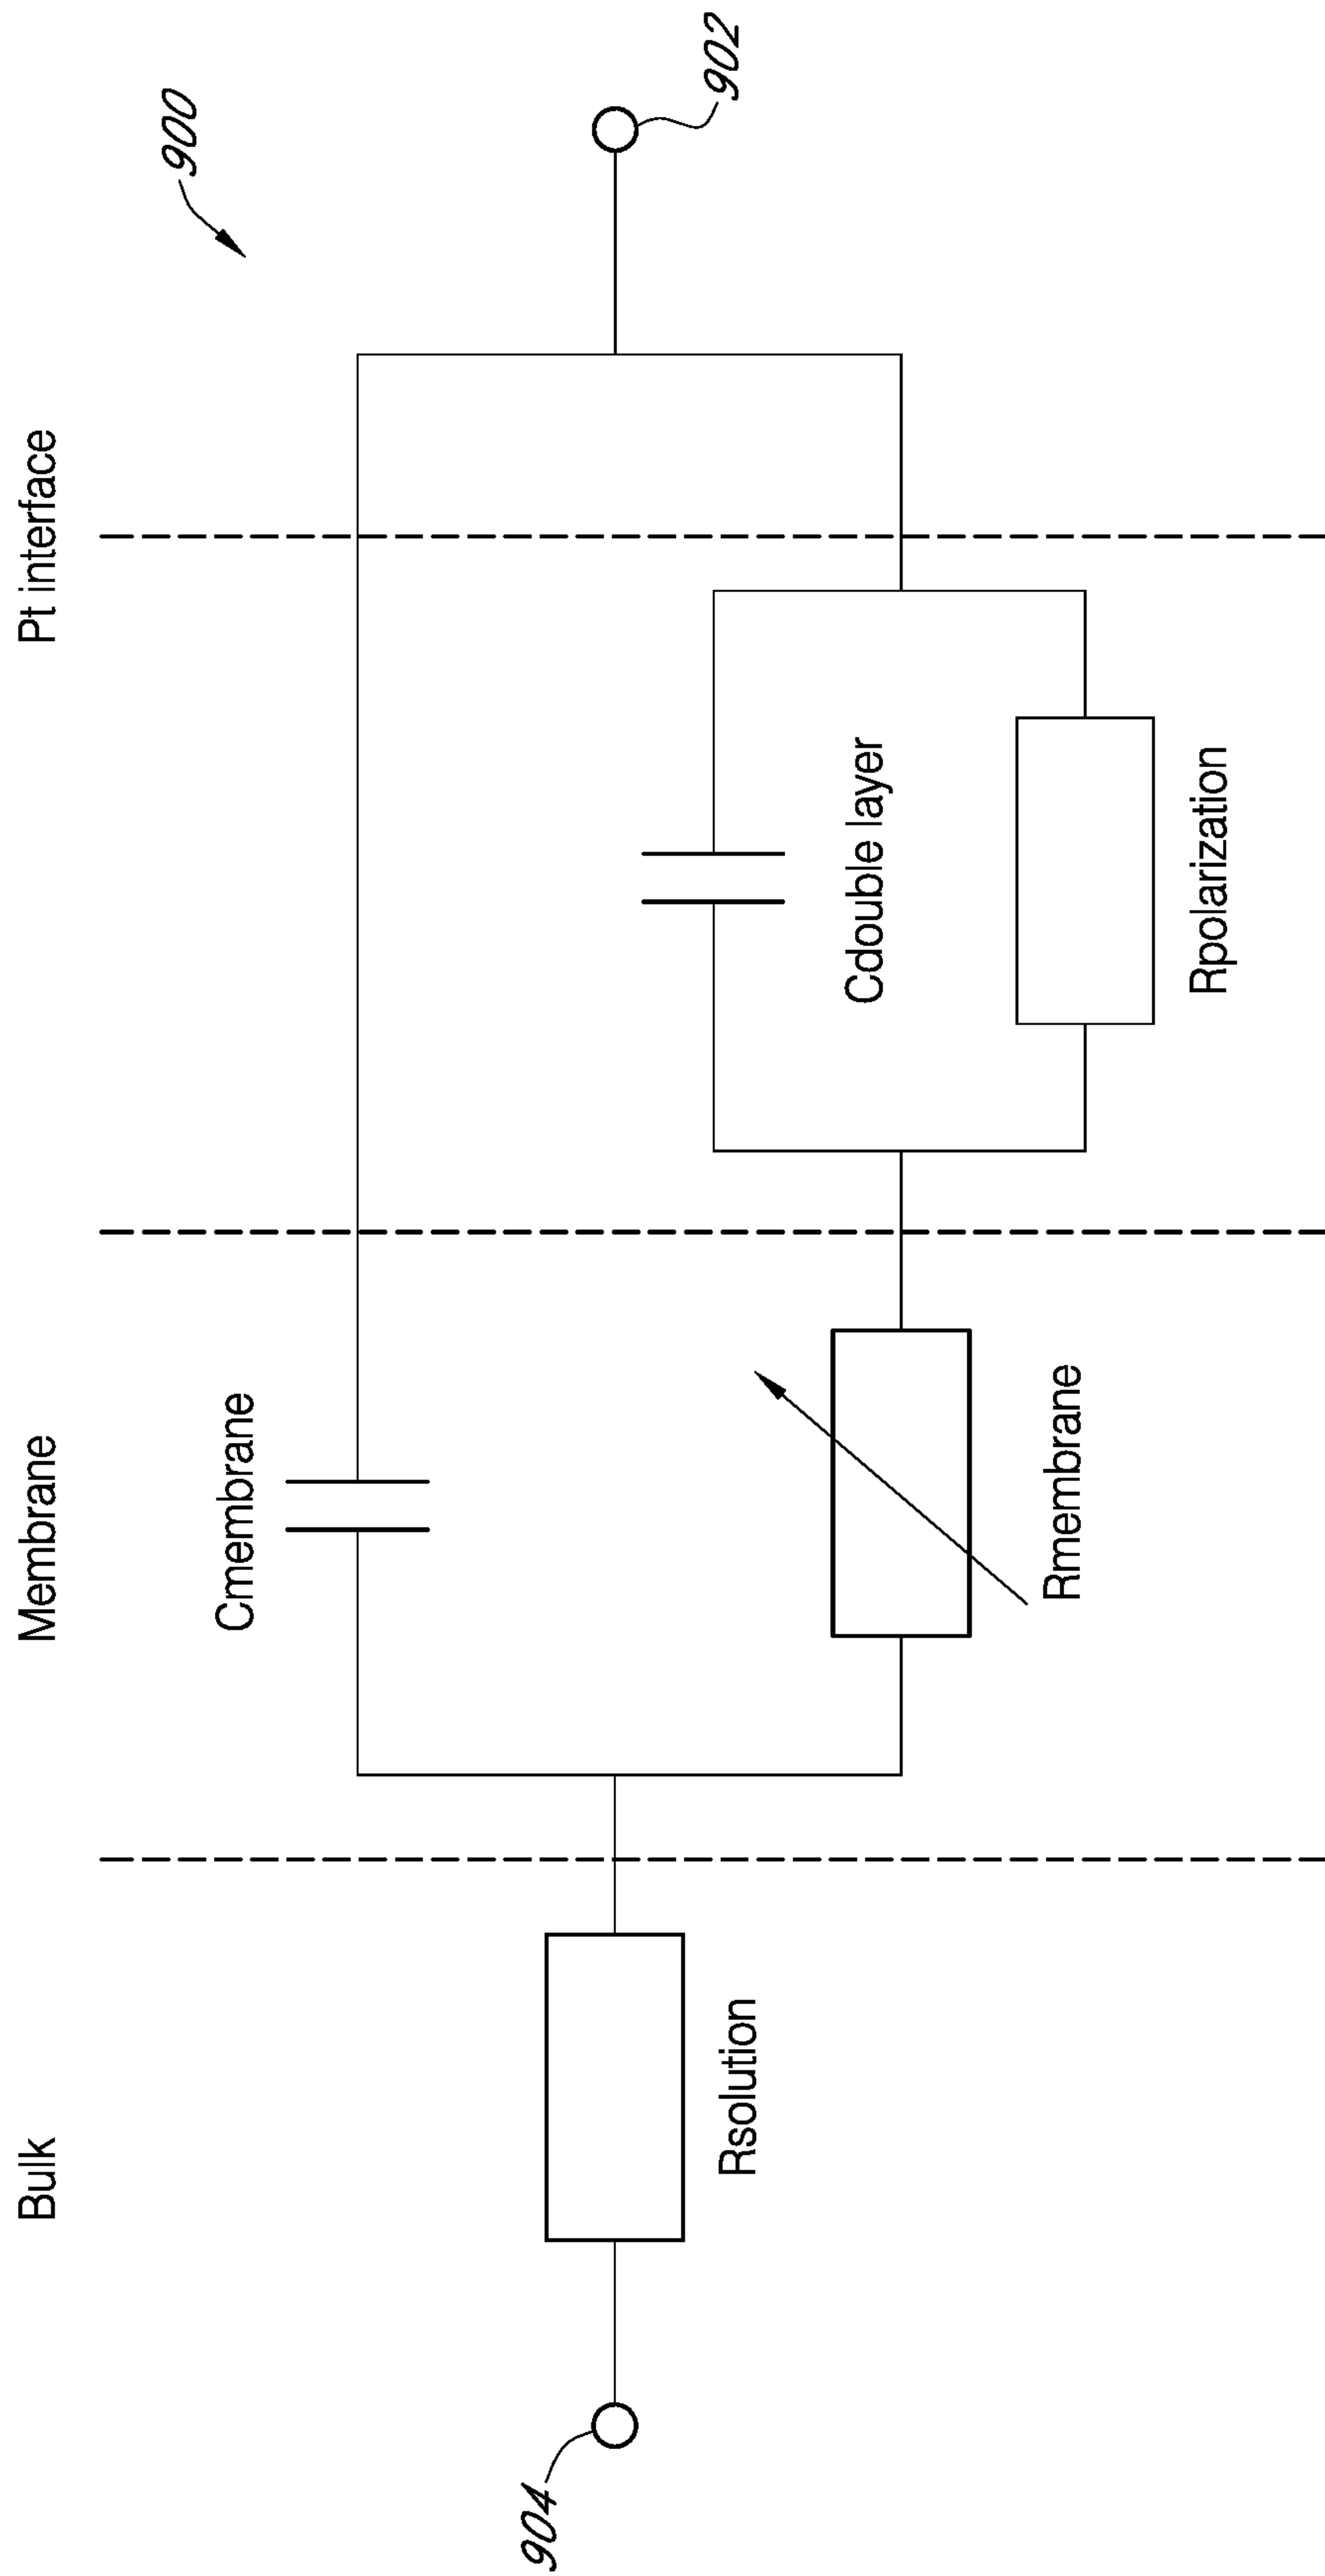 900
Bulk
Membrane
Pt interface
Cmembrane
902
904
Rsolution
Cdouble layer
Rmembrane
Rpolarization